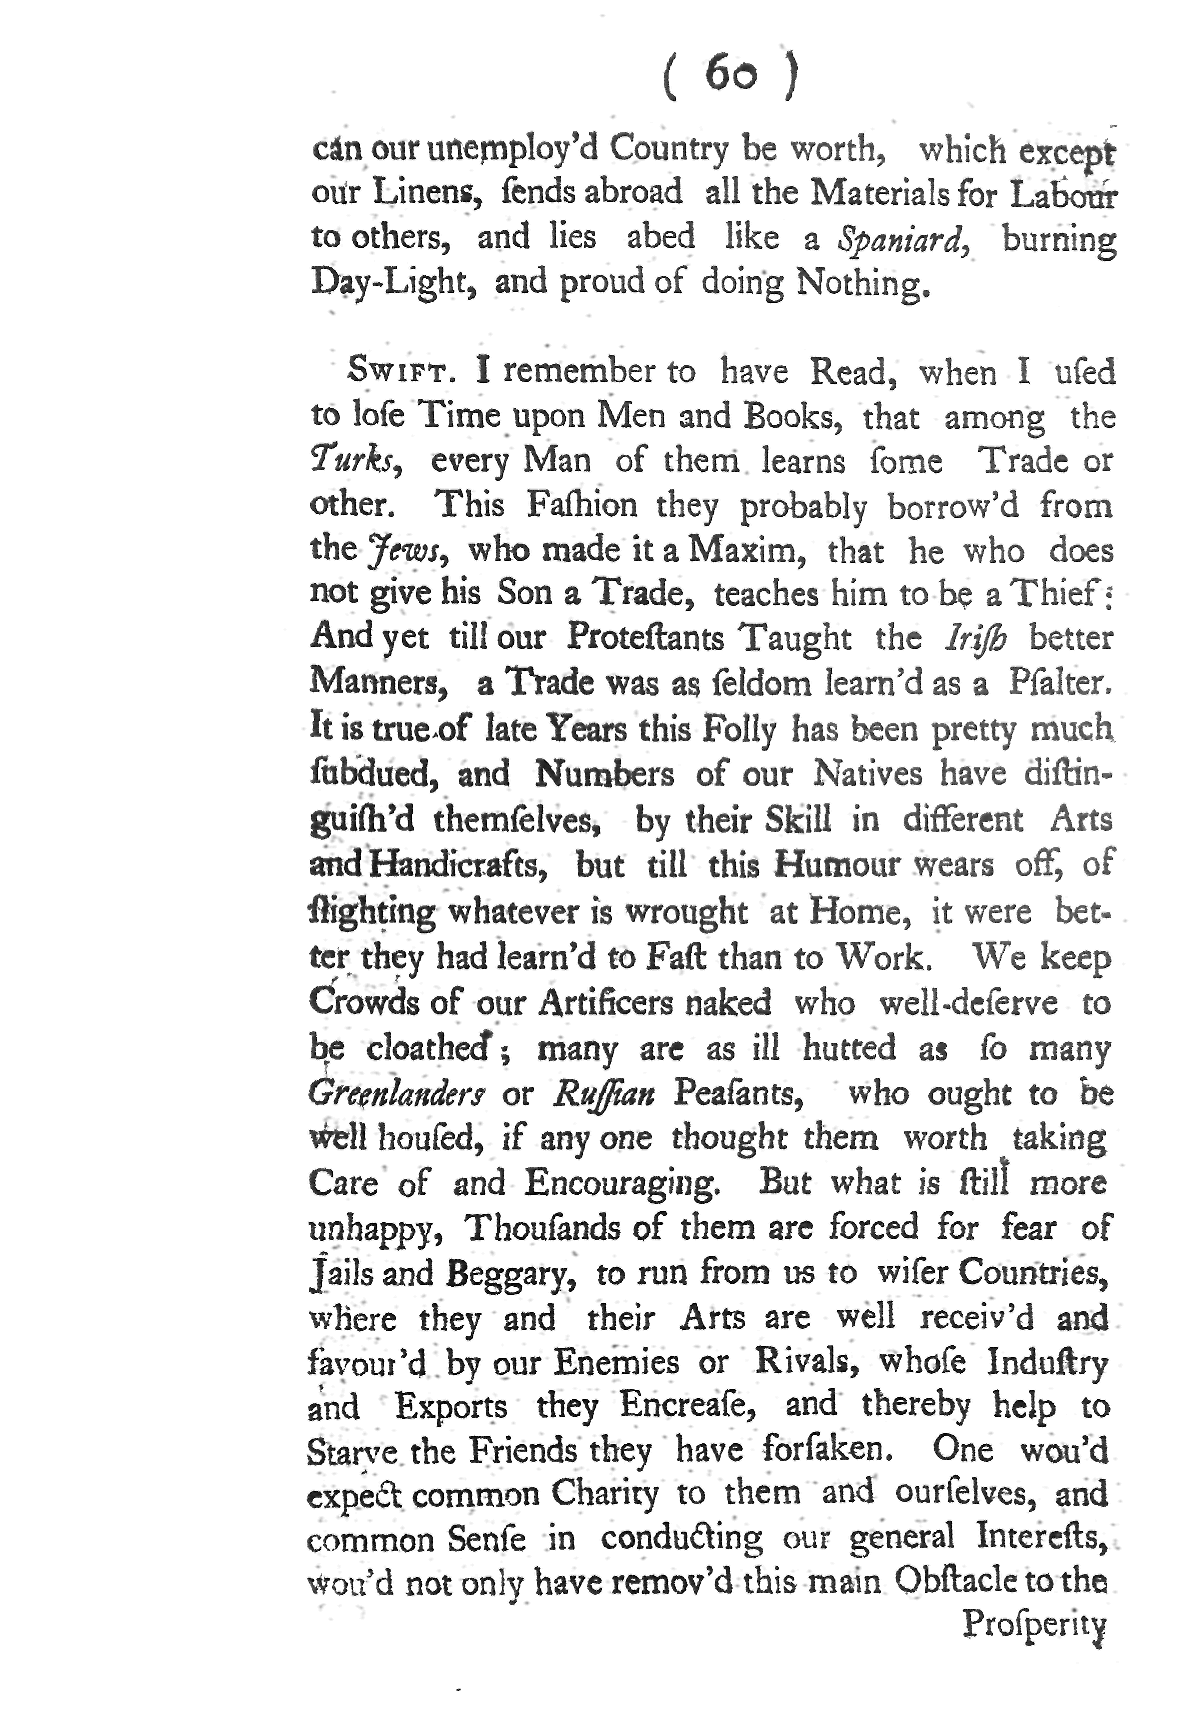 ( 60 )
can our unemploy'd Country be worth, which except
our Linens, ſends abroad all the Materials for Labour
to others, and lies abed like a Spaniard, burning
Day-Light, and proud of doing Nothing.
SWIFT. I remember to have Read, when I uſed
to loſe Time upon Men and Books, that among the
Turks, every Man of them learns ſome Trade or
other. This Faſhion they probably borrow'd from
the Jews, who made it a Maxim, that he who does
not give his Son a Trade, teaches him to be a Thief:
And yet till our Proteſtants Taught the Iriſh better
Manners, a Trade was as ſeldom learn'd as a Pſalter.
It is true of late Years this Folly has been pretty much
ſubdued, and Numbers of our Natives have diſtin-
guiſh'd themſelves, by their Skill in different Arts
and Handicrafts, but till this Humour wears off, of
ſlighting whatever is wrought at Home, it were bet-
ter they had learn'd to Faſt than to Work. We keep
Crowds of our Artificers naked who well-deſerve to
be cloathed; many are as ill hutted as ſo many
Greenlanders or Ruſſian Peaſants, who ought to be
well houſed, if any one thought them worth taking
Care of and Encouraging. But what is ſtill more
unhappy, Thouſands of them are forced for fear of
Jails and Beggary, to run from us to wiſer Countries,
where they and their Arts are well receiv'd and
favour'd by our Enemies or Rivals, whoſe Induſtry
and Exports they Encreaſe, and thereby help to
Starve the Friends they have forſaken. One wou'd
expect common Charity to them and ourſelves, and
common Senſe in conducting our general Intereſts,
wou'd not only have remov'd this main Obſtacle to the
Proſperity